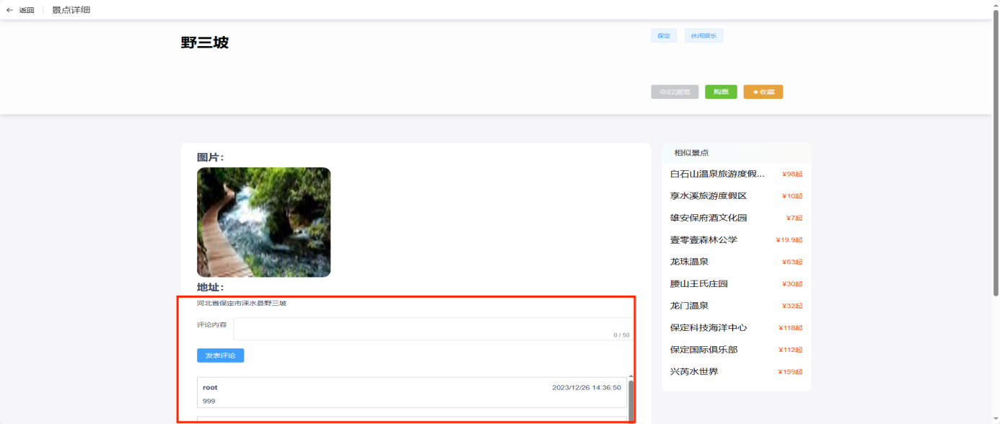 ← 返回 景点详细
野三坡
保定 休闲娱乐
22浏览 购票 ★收藏
图片：
地址：
河北省保定市涞水县野三坡
评论内容
0 / 50
发表评论
root 2023/12/26 14:36:50
999
相似景点
白石山温泉旅游度假... ¥98起
享水溪旅游度假区 ¥10起
雄安保府酒文化园 ¥7起
壹零壹森林公学 ¥19.9起
龙珠温泉 ¥63起
腰山王氏庄园 ¥30起
龙门温泉 ¥32起
保定科技海洋中心 ¥118起
保定国际俱乐部 ¥112起
兴芮水世界 ¥159起